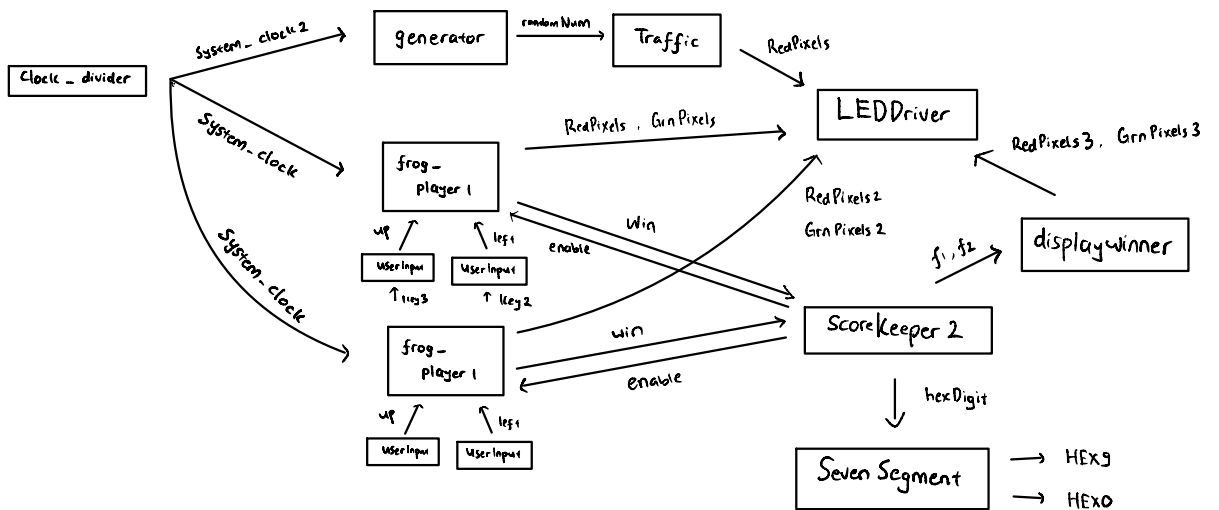 System_clock2
generator
randomNum
Traffic
RedPixels
Clock_divider
LEDDriver
System_clock
RedPixels, GrnPixels
RedPixels3, GrnPixels3
frog_
player1
RedPixels2
GrnPixels2
up
left
win
enable
displaywinner
f1, f2
UserInput
UserInput
key3
key2
System_clock
frog_
player1
win
enable
ScoreKeeper2
hexDigit
up
left
UserInput
UserInput
Seven Segment
HEX9
HEX0